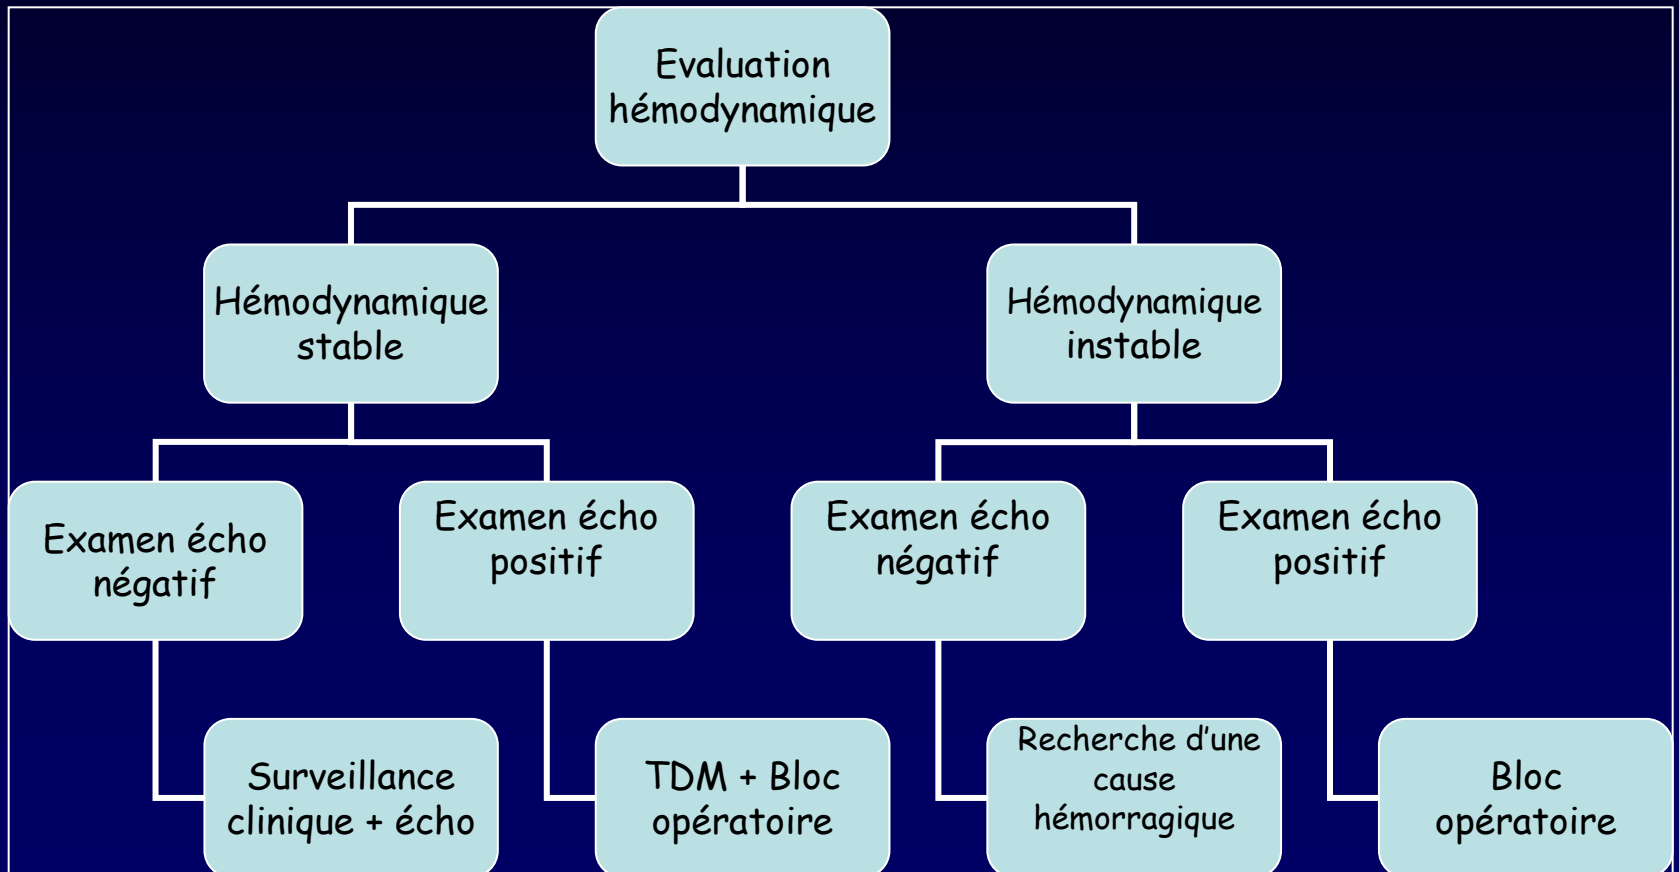 Evaluation
hémodynamique
Hémodynamique
stable
Hémodynamique
instable
Examen écho
négatif
Examen écho
positif
Examen écho
négatif
Examen écho
positif
Surveillance
clinique + écho
TDM + Bloc
opératoire
Recherche d'une
cause
hémorragique
Bloc
opératoire